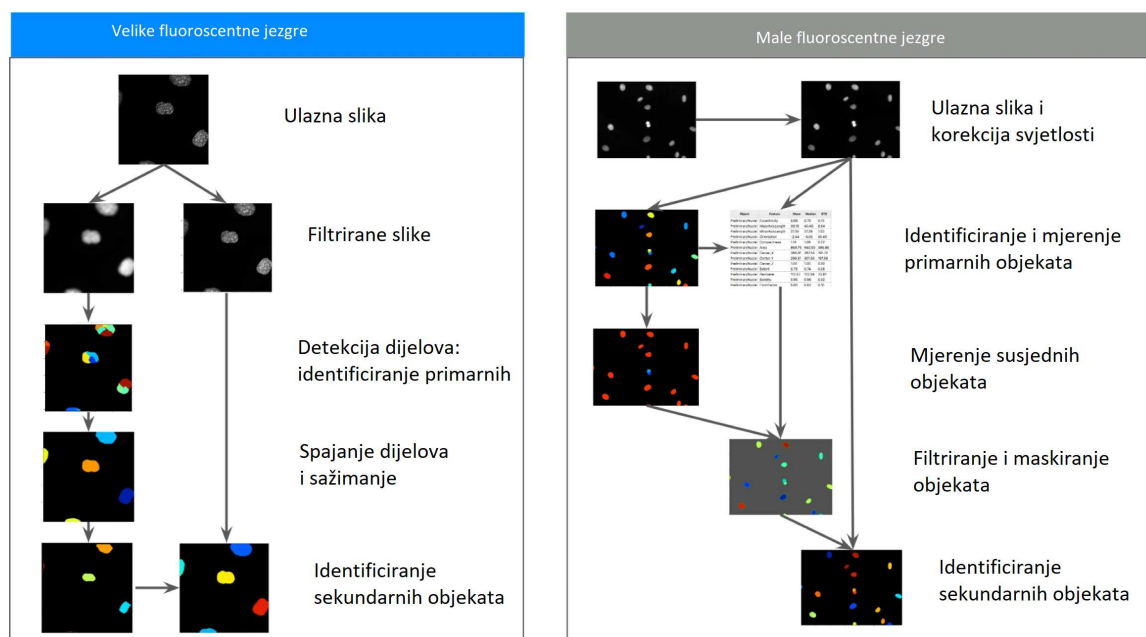 Velike fluoroscentne jezgre
Ulazna slika
Filtrirane slike
Detekcija dijelova:
identificiranje primarnih
Spajanje dijelova
i sažimanje
Identificiranje
sekundarnih objekata
Male fluoroscentne jezgre
Ulazna slika i
korekcija svjetlosti
Identificiranje i mjerenje
primarnih objekata
Mjerenje susjednih
objekata
Filtriranje i maskiranje
objekata
Identificiranje
sekundarnih objekata